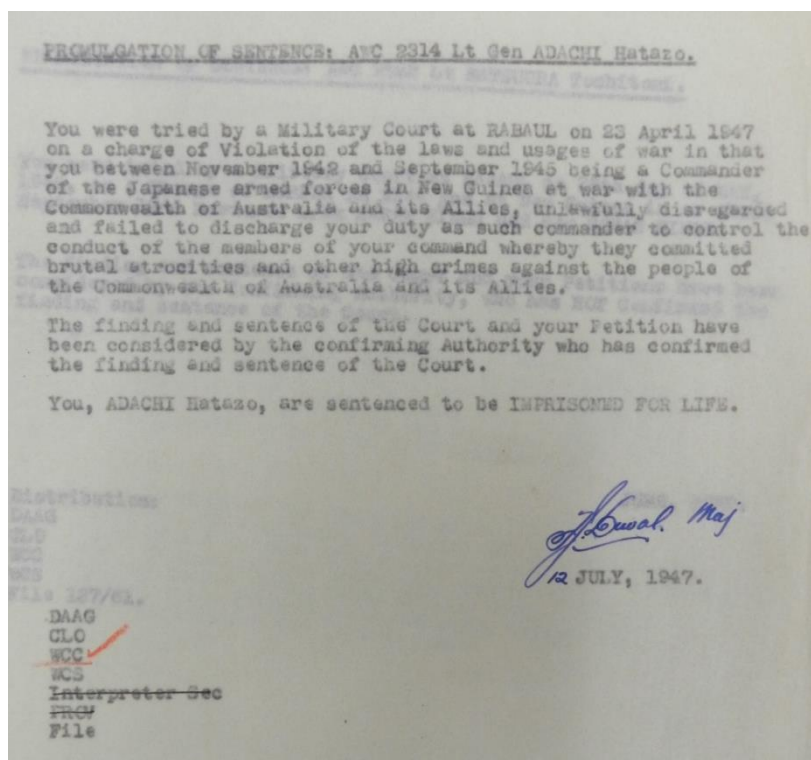 PROMULGATION OF SENTENCE: AWC 2314 Lt Gen ADACHI Hatazo.
You were tried by a Military Court at RABAUL on 23 April 1947
on a charge of Violation of the laws and usages of war in that
you between November 1942 and September 1945 being a Commander
of the Japanese armed forces in New Guinea at war with the
Commonwealth of Australia and its Allies, unlawfully disregarded
and failed to discharge your duty as such commander to control the
conduct of the members of your command whereby they committed
brutal atrocities and other high crimes against the people of
the Commonwealth of Australia and its Allies.
The finding and sentence of the Court and your Petition have
been considered by the confirming Authority who has confirmed
the finding and sentence of the Court.
You, ADACHI Hatazo, are sentenced to be IMPRISONED FOR LIFE.
Distribution:
DAAG
CLO
WCC
WCS
File 127/81.
Maj
12 JULY, 1947.
DAAG
CLO
WCC
WCS
Interpreter Sec
File